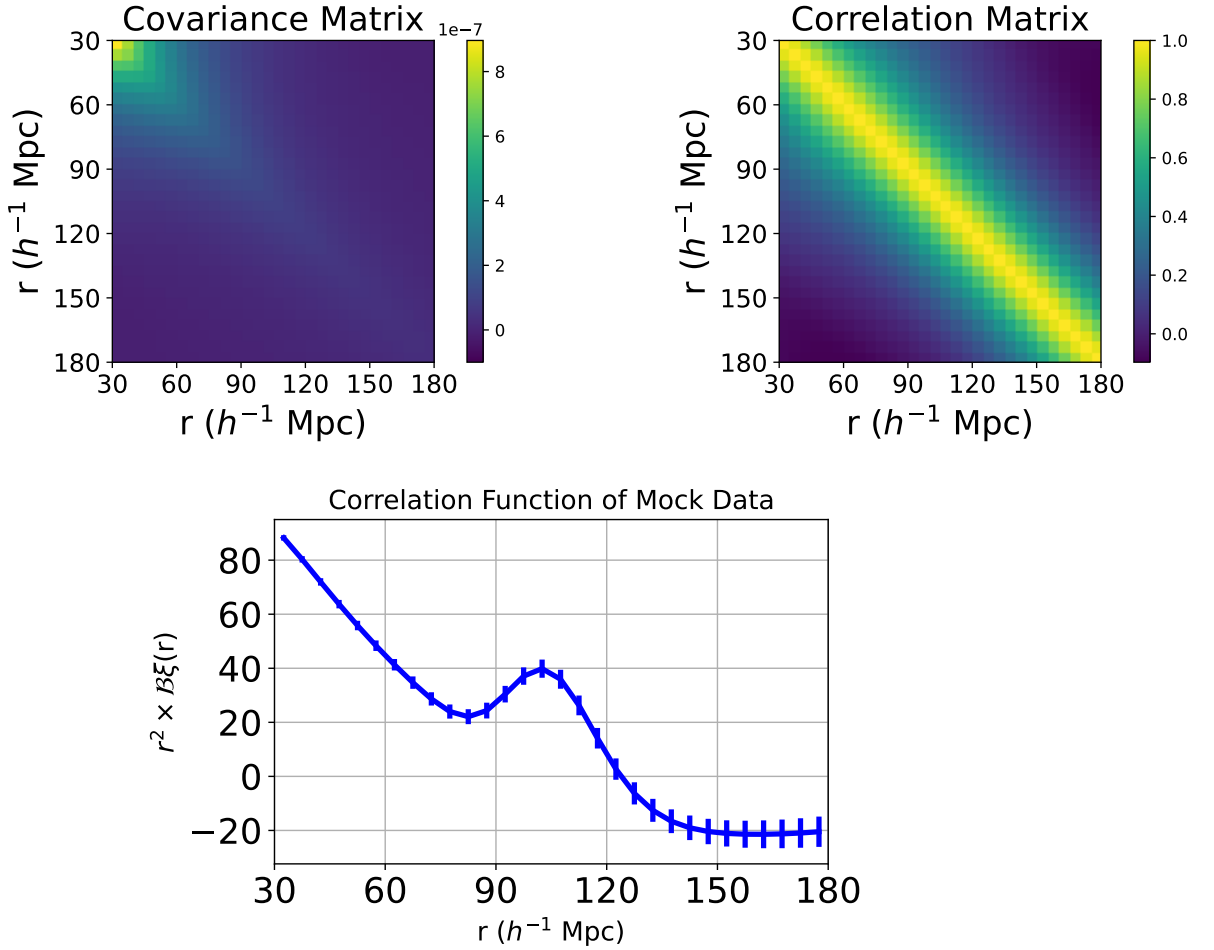 Covariance Matrix
1e−7
30
60
90
120
150
180
r (h⁻¹ Mpc)
30 60 90 120 150 180
r (h⁻¹ Mpc)
8
6
4
2
0
Correlation Matrix
30
60
90
120
150
180
r (h⁻¹ Mpc)
30 60 90 120 150 180
r (h⁻¹ Mpc)
1.0
0.8
0.6
0.4
0.2
0.0
Correlation Function of Mock Data
r² × ℬξ(r)
80
60
40
20
0
−20
30 60 90 120 150 180
r (h⁻¹ Mpc)